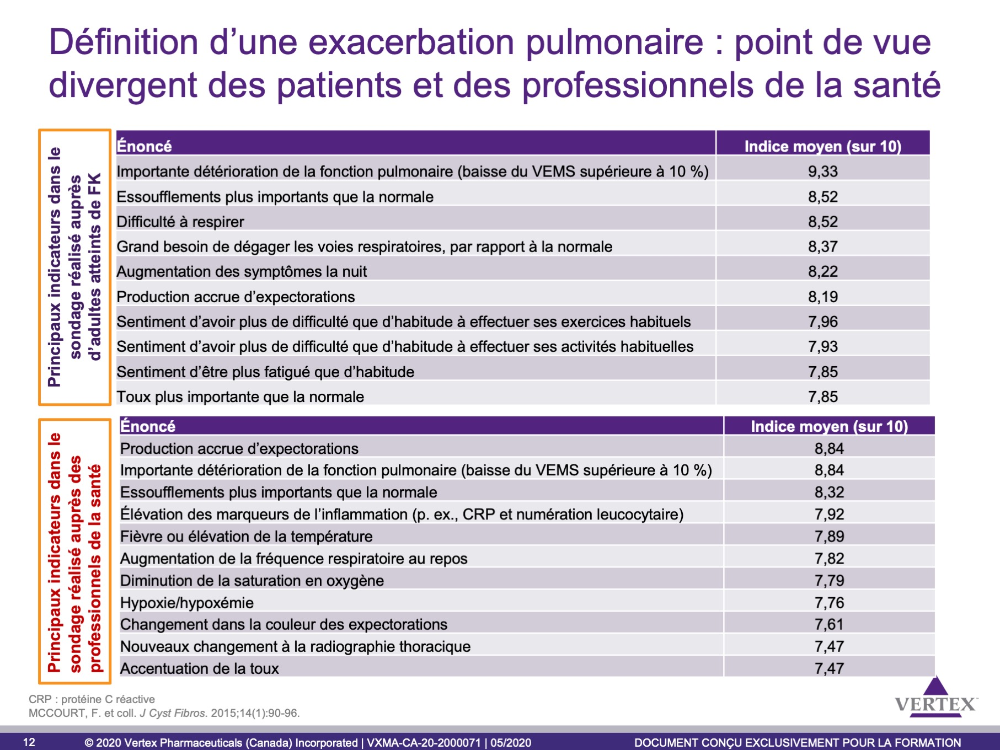 Définition d’une exacerbation pulmonaire : point de vue
divergent des patients et des professionnels de la santé
Principaux indicateurs dans le
sondage réalisé auprès
d’adultes atteints de FK
Énoncé Indice moyen (sur 10)
Importante détérioration de la fonction pulmonaire (baisse du VEMS supérieure à 10 %) 9,33
Essoufflements plus importants que la normale 8,52
Difficulté à respirer 8,52
Grand besoin de dégager les voies respiratoires, par rapport à la normale 8,37
Augmentation des symptômes la nuit 8,22
Production accrue d’expectorations 8,19
Sentiment d’avoir plus de difficulté que d’habitude à effectuer ses exercices habituels 7,96
Sentiment d’avoir plus de difficulté que d’habitude à effectuer ses activités habituelles 7,93
Sentiment d’être plus fatigué que d’habitude 7,85
Toux plus importante que la normale 7,85
Principaux indicateurs dans le
sondage réalisé auprès des
professionnels de la santé
Énoncé Indice moyen (sur 10)
Production accrue d’expectorations 8,84
Importante détérioration de la fonction pulmonaire (baisse du VEMS supérieure à 10 %) 8,84
Essoufflements plus importants que la normale 8,32
Élévation des marqueurs de l’inflammation (p. ex., CRP et numération leucocytaire) 7,92
Fièvre ou élévation de la température 7,89
Augmentation de la fréquence respiratoire au repos 7,82
Diminution de la saturation en oxygène 7,79
Hypoxie/hypoxémie 7,76
Changement dans la couleur des expectorations 7,61
Nouveaux changement à la radiographie thoracique 7,47
Accentuation de la toux 7,47
CRP : protéine C réactive
MCCOURT, F. et coll. J Cyst Fibros. 2015;14(1):90-96.
VERTEX™
12 © 2020 Vertex Pharmaceuticals (Canada) Incorporated | VXMA-CA-20-2000071 | 05/2020 DOCUMENT CONÇU EXCLUSIVEMENT POUR LA FORMATION